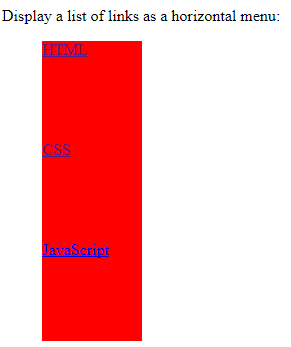 Display a list of links as a horizontal menu:
HTML
CSS
JavaScript